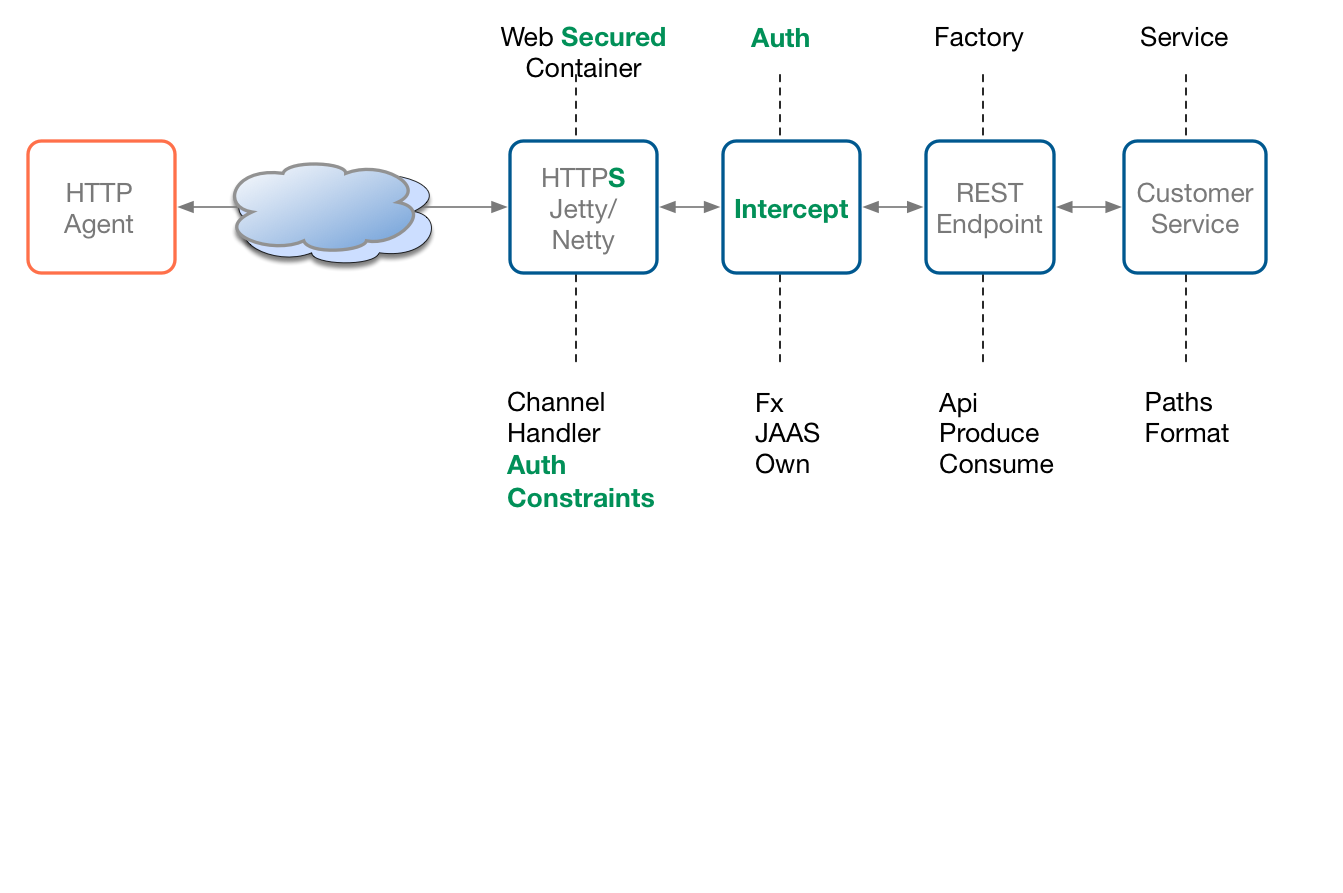 Web Secured
Container
Auth
Factory
Service
HTTP
Agent
HTTPS
Jetty/
Netty
Intercept
REST
Endpoint
Customer
Service
Channel
Handler
Auth
Constraints
Fx
JAAS
Own
Api
Produce
Consume
Paths
Format